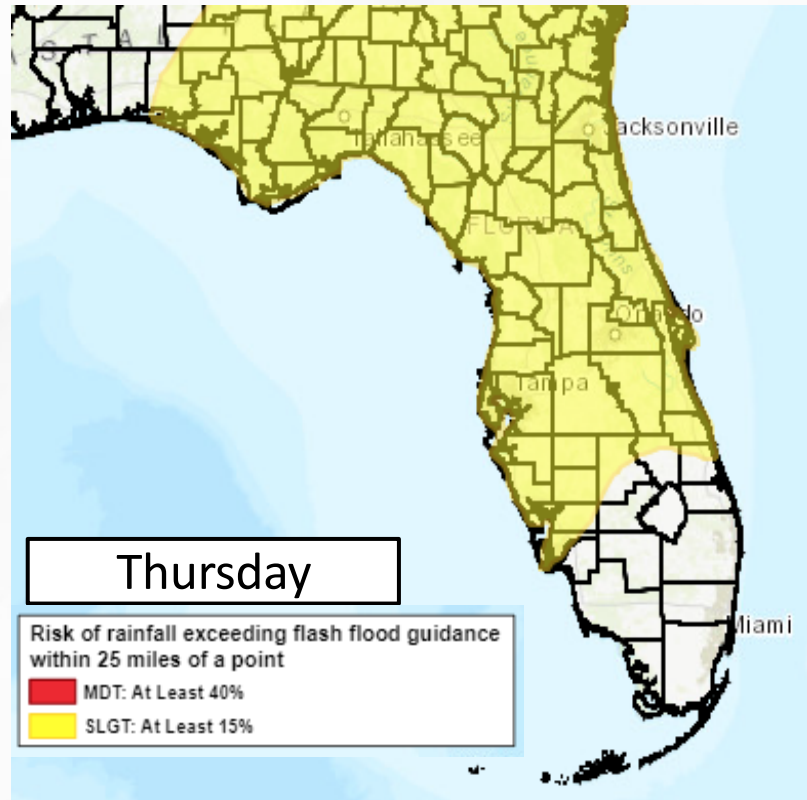 A S T A L
Tallahassee
Jacksonville
FLORIDA
Orlando
Tampa
Thursday
Risk of rainfall exceeding flash flood guidance
within 25 miles of a point
MDT: At Least 40%
SLGT: At Least 15%
Miami